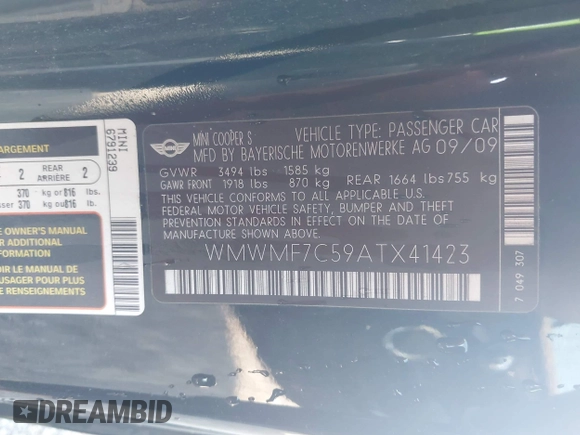 MINI COOPER S VEHICLE TYPE: PASSENGER CAR
MFD BY BAYERISCHE MOTORENWERKE AG 09/09
GVWR 3494 lbs 1585 kg
GAWR FRONT 1918 lbs 870 kg REAR 1664 lbs 755 kg
THIS VEHICLE CONFORMS TO ALL APPLICABLE U.S.
FEDERAL MOTOR VEHICLE SAFETY, BUMPER AND THEFT
PREVENTION STANDARDS IN EFFECT ON THE DATE OF
MANUFACTURE SHOWN ABOVE.
WMWMF7C59ATX41423
7 049 307
MINI
6791239
ARGEMENT
2 REAR ARRIÈRE 2
370 kg or 816 lbs.
sser 370 kg ou 816 lb.
OWNER'S MANUAL
R ADDITIONAL
ORMATION
LE MANUEL
USAGER POUR
PLUS DE
RENSEIGNEMENTS
DREAMBID